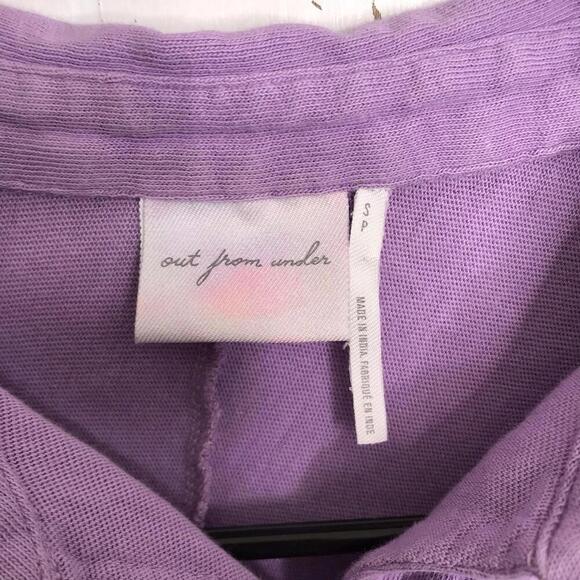 out from under
S P
MADE IN INDIA. FABRIQUÉ EN INDE